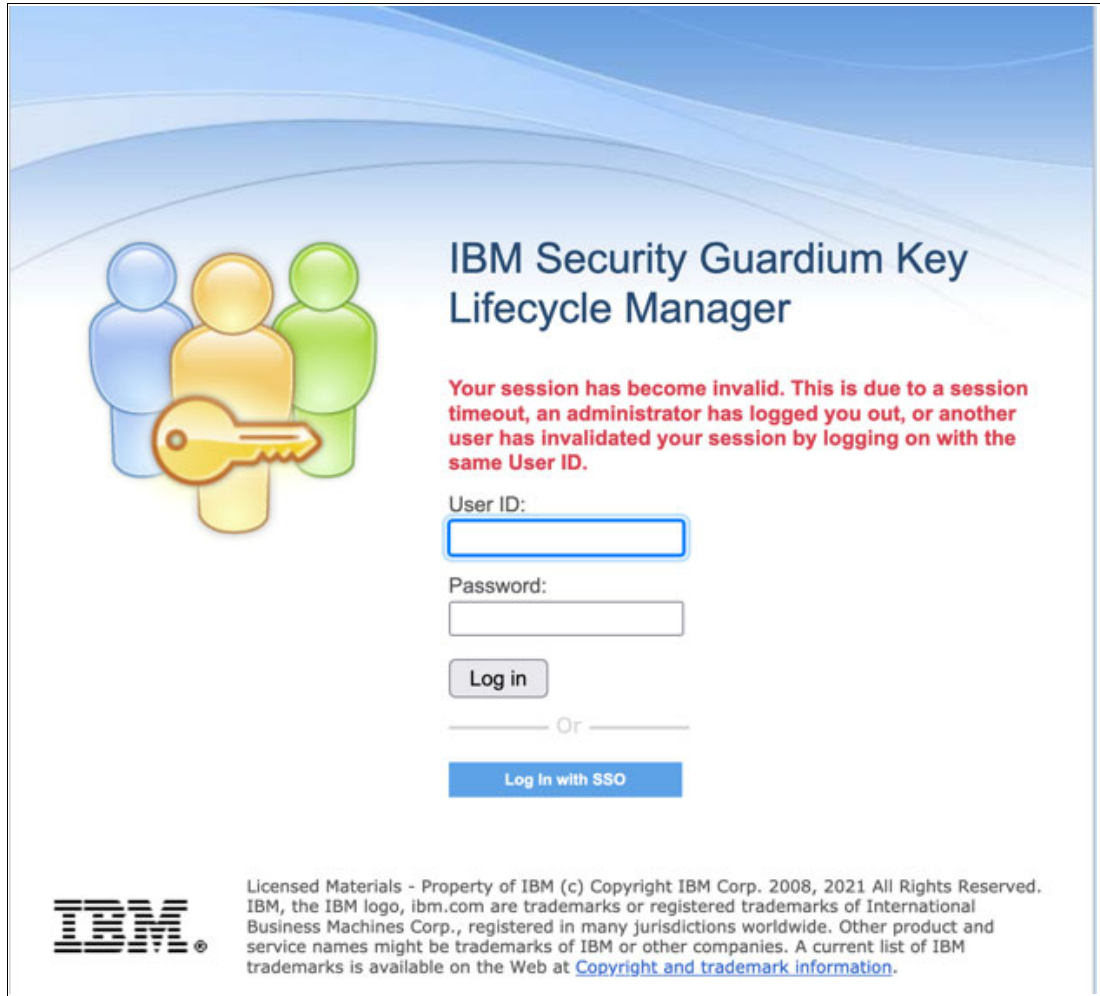 IBM Security Guardium Key
Lifecycle Manager
Your session has become invalid. This is due to a session
timeout, an administrator has logged you out, or another
user has invalidated your session by logging on with the
same User ID.
User ID:
Password:
Log in
Or
Log In with SSO
IBM®
Licensed Materials - Property of IBM (c) Copyright IBM Corp. 2008, 2021 All Rights Reserved.
IBM, the IBM logo, ibm.com are trademarks or registered trademarks of International
Business Machines Corp., registered in many jurisdictions worldwide. Other product and
service names might be trademarks of IBM or other companies. A current list of IBM
trademarks is available on the Web at Copyright and trademark information.